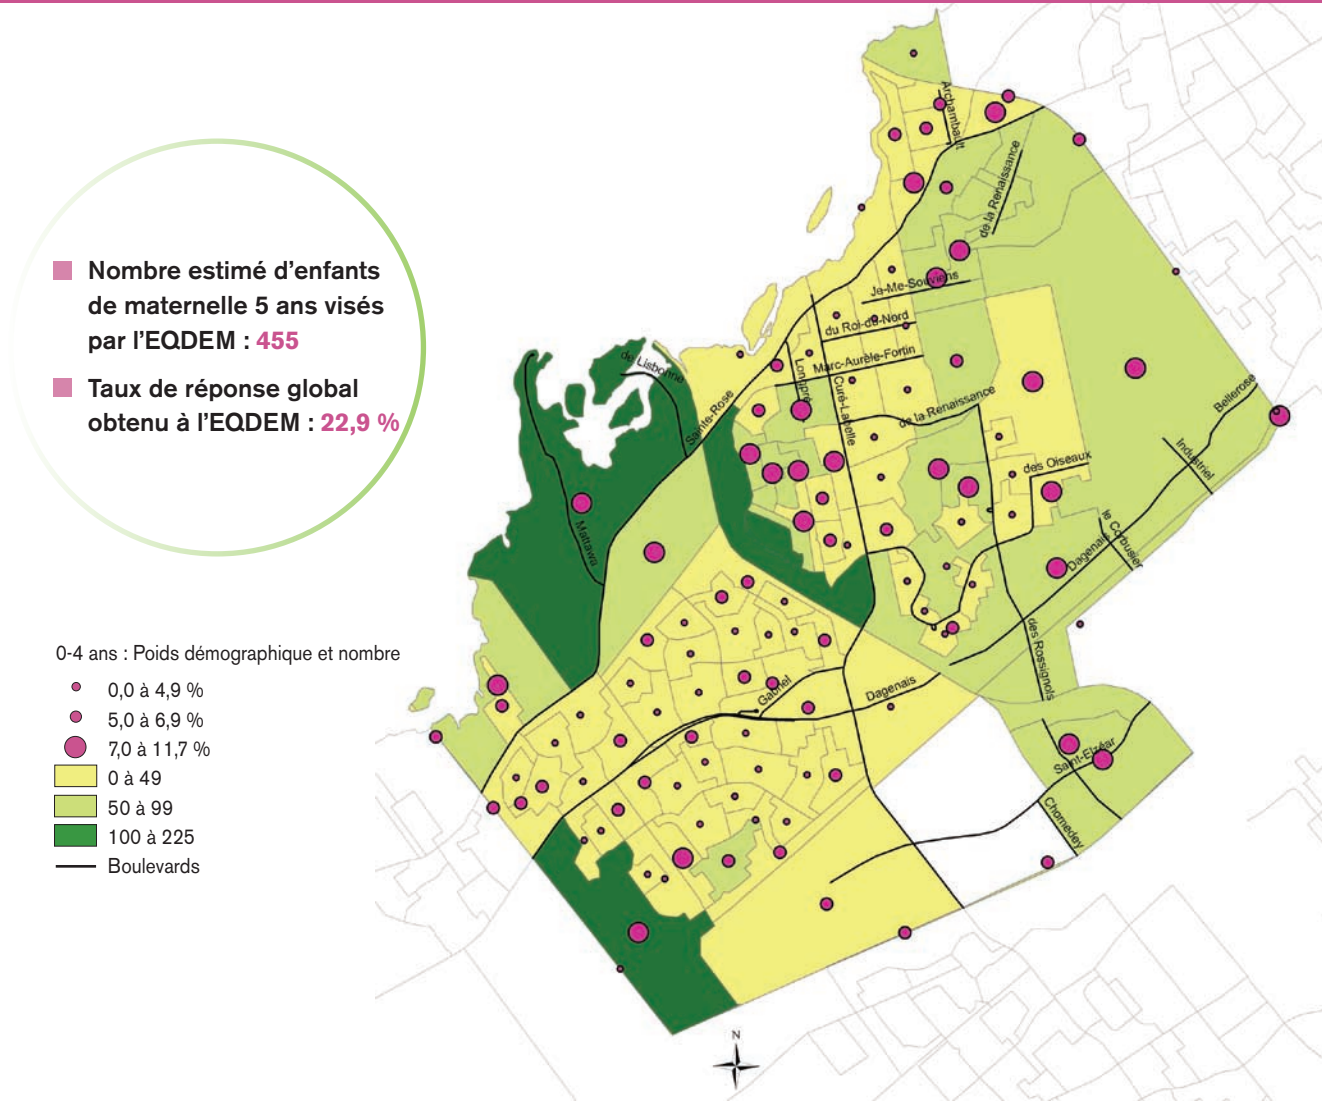 Nombre estimé d'enfants
de maternelle 5 ans visés
par l'EQDEM : 455
Taux de réponse global
obtenu à l'EQDEM : 22,9 %
0-4 ans : Poids démographique et nombre
0,0 à 4,9 %
5,0 à 6,9 %
7,0 à 11,7 %
0 à 49
50 à 99
100 à 225
Boulevards
Archambault
de la Renaissance
Je-Me-Souviens
du Roi-du-Nord
Marc-Aurèle-Fortin
Longpré
Curé-Labelle
de Lisbonne
Sainte-Rose
de la Renaissance
Bellerose
Industriel
des Oiseaux
Mattawa
le Corbusier
Dagenais
des Rossignols
Gabriel
Dagenais
Saint-Elzéar
Chomedey
N